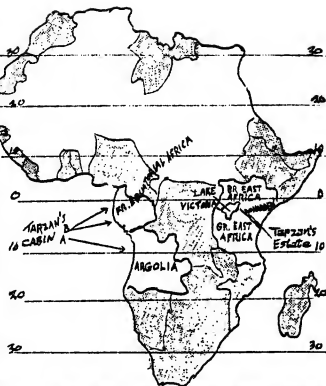 30 30
20 20
10 10
FR. EQUATORIAL AFRICA
BR. EAST
AFRICA
LAKE
VICTORIA
0 0
TARZAN'S B
CABIN A
GR. EAST
AFRICA
TARZAN'S
ESTATE
10 10
ANGOLIA
20 20
30 30